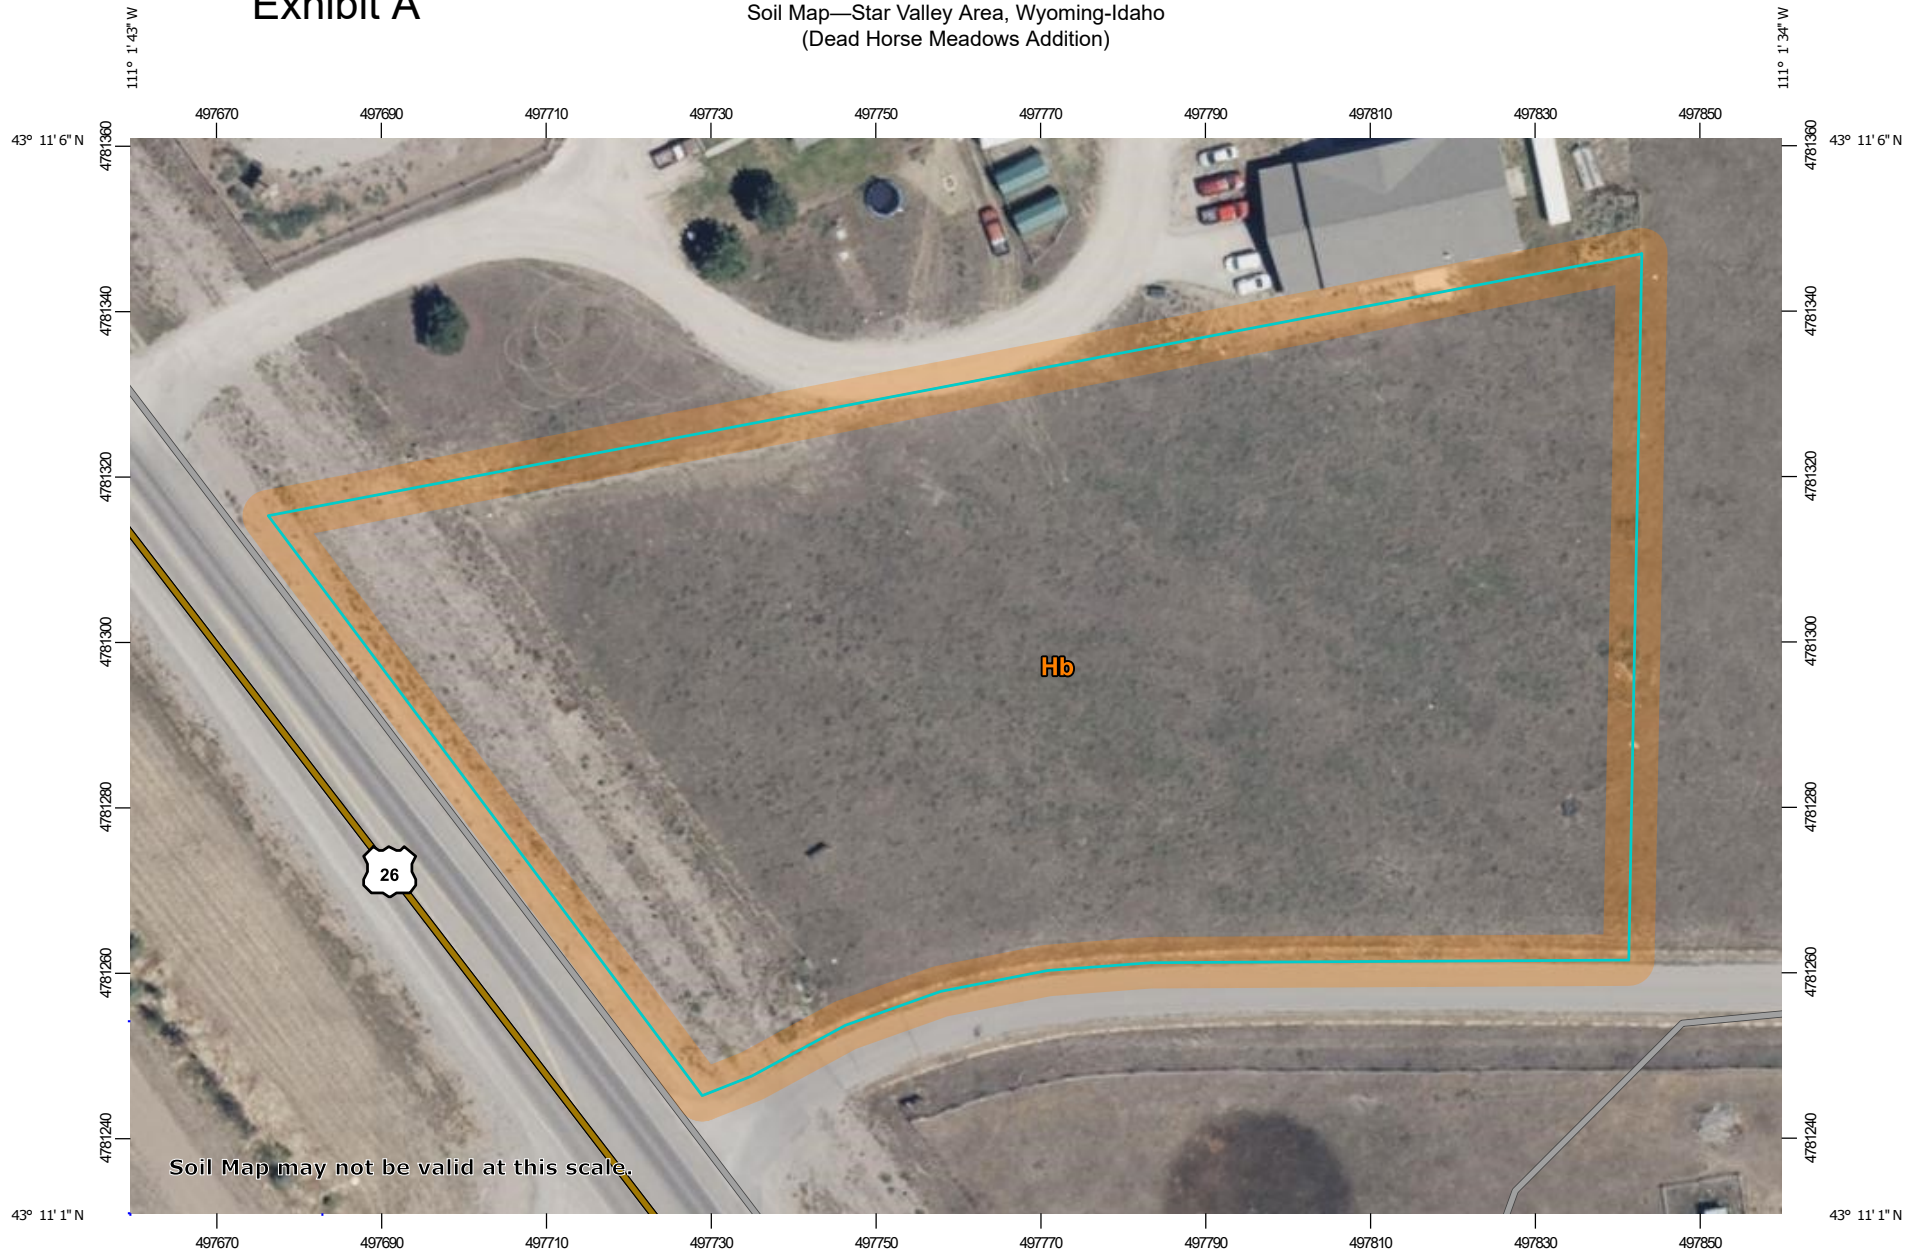 Exhibit A
Soil Map—Star Valley Area, Wyoming-Idaho
(Dead Horse Meadows Addition)
111° 1' 43" W
111° 1' 34" W
497670 497690 497710 497730 497750 497770 497790 497810 497830 497850
43° 11' 6" N
43° 11' 6" N
4781360
4781360
4781340
4781340
4781320
4781320
4781300
4781300
Hb
4781280
4781280
26
4781260
4781260
4781240
4781240
Soil Map may not be valid at this scale.
43° 11' 1" N
43° 11' 1" N
497670 497690 497710 497730 497750 497770 497790 497810 497830 497850